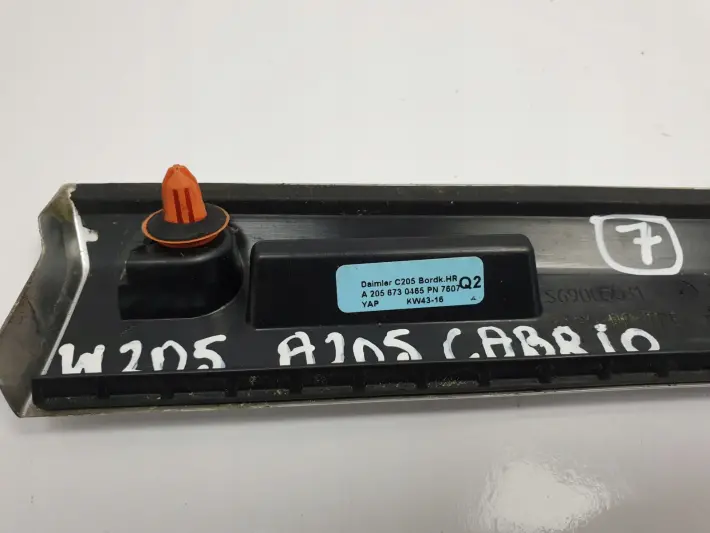 7
Daimler C205 Bordk.HR Q2
A 205 673 0465 PN 7607
YAP KW43-16
W205 A205 CABRIO